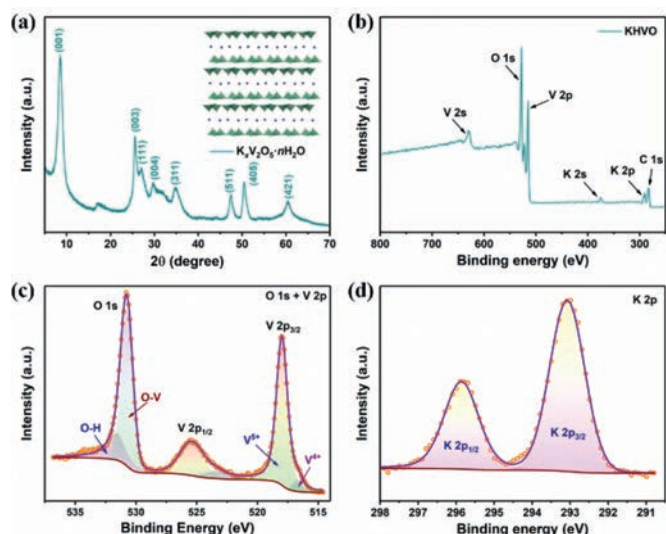 (a)
(001)
(003)
(111)
(004)
(311)
(511)
(405)
(421)
KₓV₂O₅·nH₂O
Intensity (a.u.)
10 20 30 40 50 60 70
2θ (degree)
(b)
KHVO
O 1s
V 2p
V 2s
K 2s
K 2p
C 1s
Intensity (a.u.)
800 700 600 500 400 300
Binding energy (eV)
(c)
O 1s
O 1s + V 2p
V 2p₃/₂
O-V
O-H
V 2p₁/₂
V⁵⁺
V⁴⁺
Intensity (a.u.)
535 530 525 520 515
Binding Energy (eV)
(d)
K 2p
K 2p₁/₂
K 2p₃/₂
Intensity (a.u.)
298 297 296 295 294 293 292 291
Binding energy (eV)